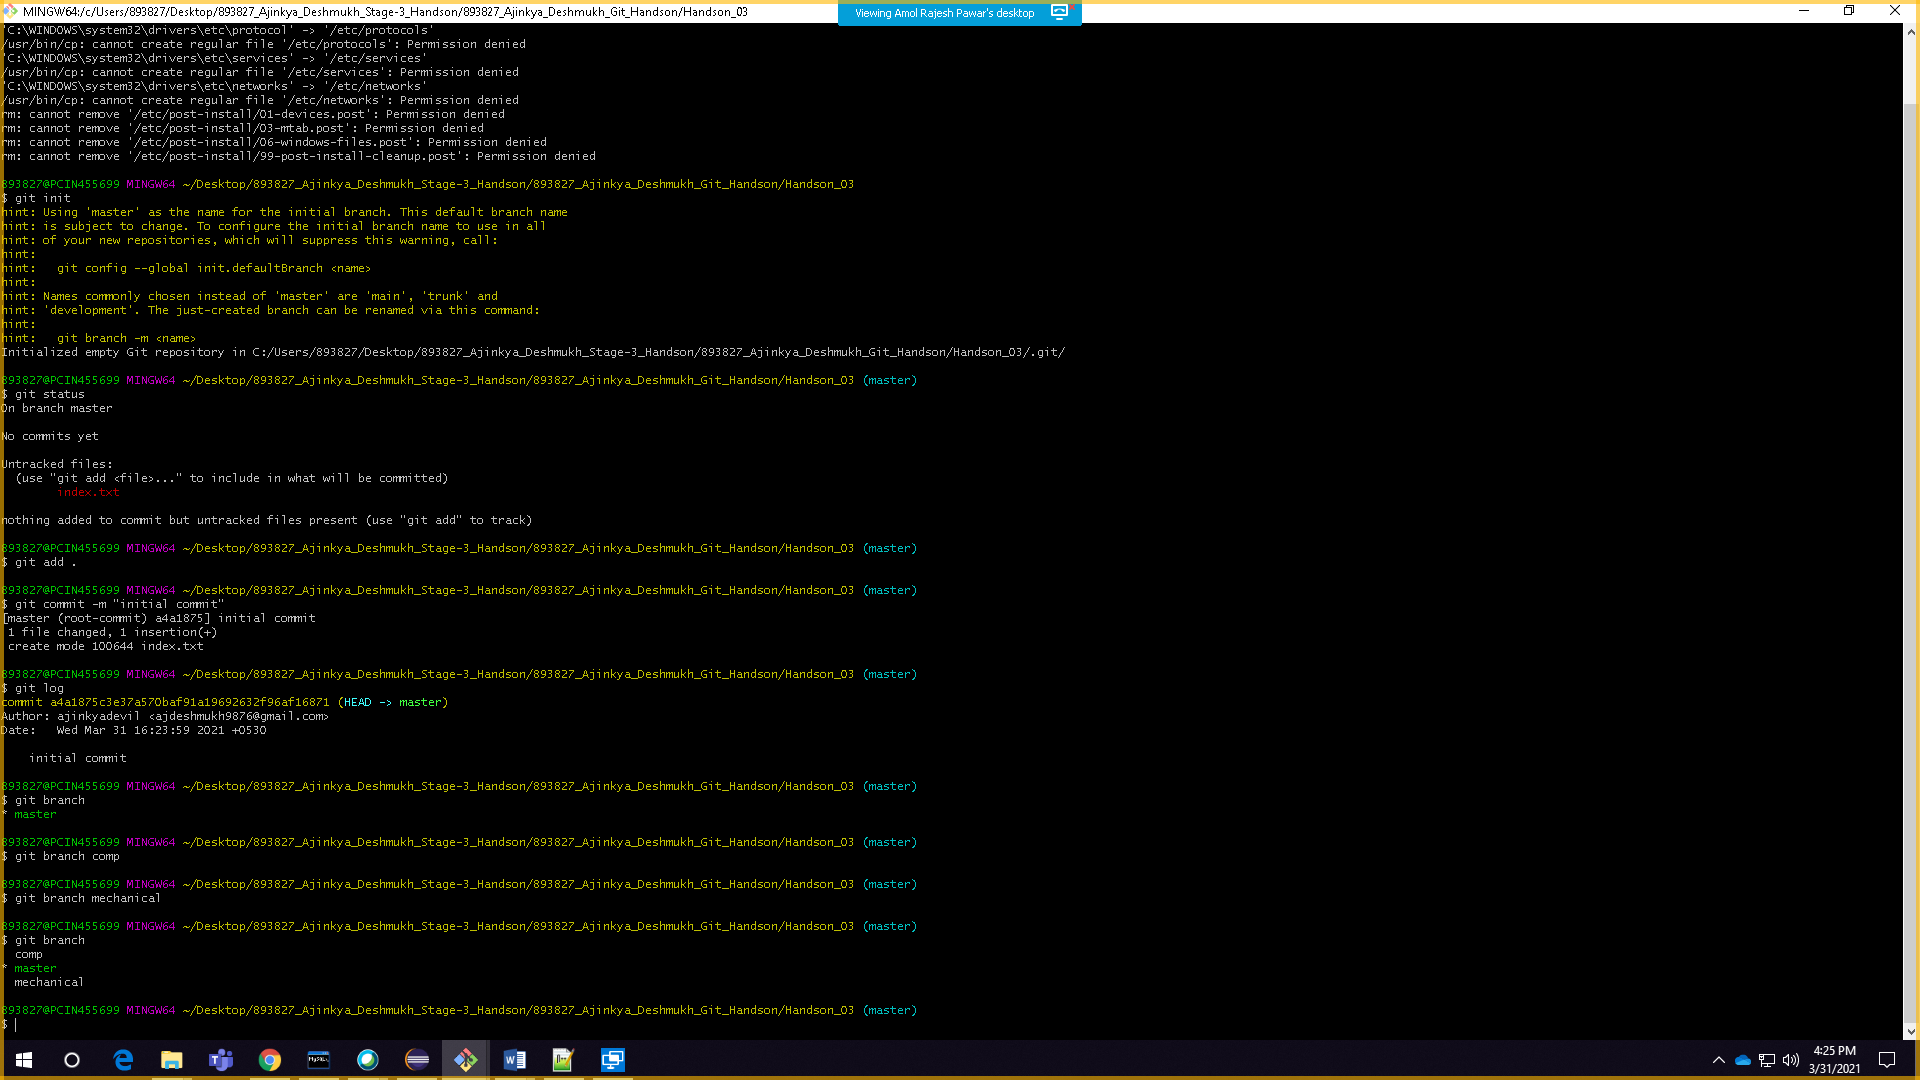 MINGW64:/c/Users/893827/Desktop/893827_Ajinkya_Deshmukh_Stage-3_Handson/893827_Ajinkya_Deshmukh_Git_Handson/Handson_03
Viewing Amol Rajesh Pawar's desktop
'C:\WINDOWS\system32\drivers\etc\protocol' -> '/etc/protocols'
/usr/bin/cp: cannot create regular file '/etc/protocols': Permission denied
'C:\WINDOWS\system32\drivers\etc\services' -> '/etc/services'
/usr/bin/cp: cannot create regular file '/etc/services': Permission denied
'C:\WINDOWS\system32\drivers\etc\networks' -> '/etc/networks'
/usr/bin/cp: cannot create regular file '/etc/networks': Permission denied
rm: cannot remove '/etc/post-install/01-devices.post': Permission denied
rm: cannot remove '/etc/post-install/03-mtab.post': Permission denied
rm: cannot remove '/etc/post-install/06-windows-files.post': Permission denied
rm: cannot remove '/etc/post-install/99-post-install-cleanup.post': Permission denied
893827@PCIN455699 MINGW64 ~/Desktop/893827_Ajinkya_Deshmukh_Stage-3_Handson/893827_Ajinkya_Deshmukh_Git_Handson/Handson_03
$ git init
hint: Using 'master' as the name for the initial branch. This default branch name
hint: is subject to change. To configure the initial branch name to use in all
hint: of your new repositories, which will suppress this warning, call:
hint:
hint:   git config --global init.defaultBranch <name>
hint:
hint: Names commonly chosen instead of 'master' are 'main', 'trunk' and
hint: 'development'. The just-created branch can be renamed via this command:
hint:
hint:   git branch -m <name>
Initialized empty Git repository in C:/Users/893827/Desktop/893827_Ajinkya_Deshmukh_Stage-3_Handson/893827_Ajinkya_Deshmukh_Git_Handson/Handson_03/.git/
893827@PCIN455699 MINGW64 ~/Desktop/893827_Ajinkya_Deshmukh_Stage-3_Handson/893827_Ajinkya_Deshmukh_Git_Handson/Handson_03 (master)
$ git status
On branch master
No commits yet
Untracked files:
  (use "git add <file>..." to include in what will be committed)
        index.txt
nothing added to commit but untracked files present (use "git add" to track)
893827@PCIN455699 MINGW64 ~/Desktop/893827_Ajinkya_Deshmukh_Stage-3_Handson/893827_Ajinkya_Deshmukh_Git_Handson/Handson_03 (master)
$ git add .
893827@PCIN455699 MINGW64 ~/Desktop/893827_Ajinkya_Deshmukh_Stage-3_Handson/893827_Ajinkya_Deshmukh_Git_Handson/Handson_03 (master)
$ git commit -m "initial commit"
[master (root-commit) a4a1875] initial commit
 1 file changed, 1 insertion(+)
 create mode 100644 index.txt
893827@PCIN455699 MINGW64 ~/Desktop/893827_Ajinkya_Deshmukh_Stage-3_Handson/893827_Ajinkya_Deshmukh_Git_Handson/Handson_03 (master)
$ git log
commit a4a1875c3e37a570baf91a19692632f96af16871 (HEAD -> master)
Author: ajinkyadevil <ajdeshmukh9876@gmail.com>
Date:   Wed Mar 31 16:23:59 2021 +0530
    initial commit
893827@PCIN455699 MINGW64 ~/Desktop/893827_Ajinkya_Deshmukh_Stage-3_Handson/893827_Ajinkya_Deshmukh_Git_Handson/Handson_03 (master)
$ git branch
* master
893827@PCIN455699 MINGW64 ~/Desktop/893827_Ajinkya_Deshmukh_Stage-3_Handson/893827_Ajinkya_Deshmukh_Git_Handson/Handson_03 (master)
$ git branch comp
893827@PCIN455699 MINGW64 ~/Desktop/893827_Ajinkya_Deshmukh_Stage-3_Handson/893827_Ajinkya_Deshmukh_Git_Handson/Handson_03 (master)
$ git branch mechanical
893827@PCIN455699 MINGW64 ~/Desktop/893827_Ajinkya_Deshmukh_Stage-3_Handson/893827_Ajinkya_Deshmukh_Git_Handson/Handson_03 (master)
$ git branch
  comp
* master
  mechanical
893827@PCIN455699 MINGW64 ~/Desktop/893827_Ajinkya_Deshmukh_Stage-3_Handson/893827_Ajinkya_Deshmukh_Git_Handson/Handson_03 (master)
$
4:25 PM
3/31/2021